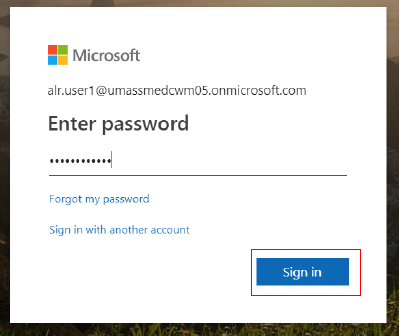 Microsoft
alr.user1@umassmedcwm05.onmicrosoft.com
Enter password
••••••••••••
Forgot my password
Sign in with another account
Sign in